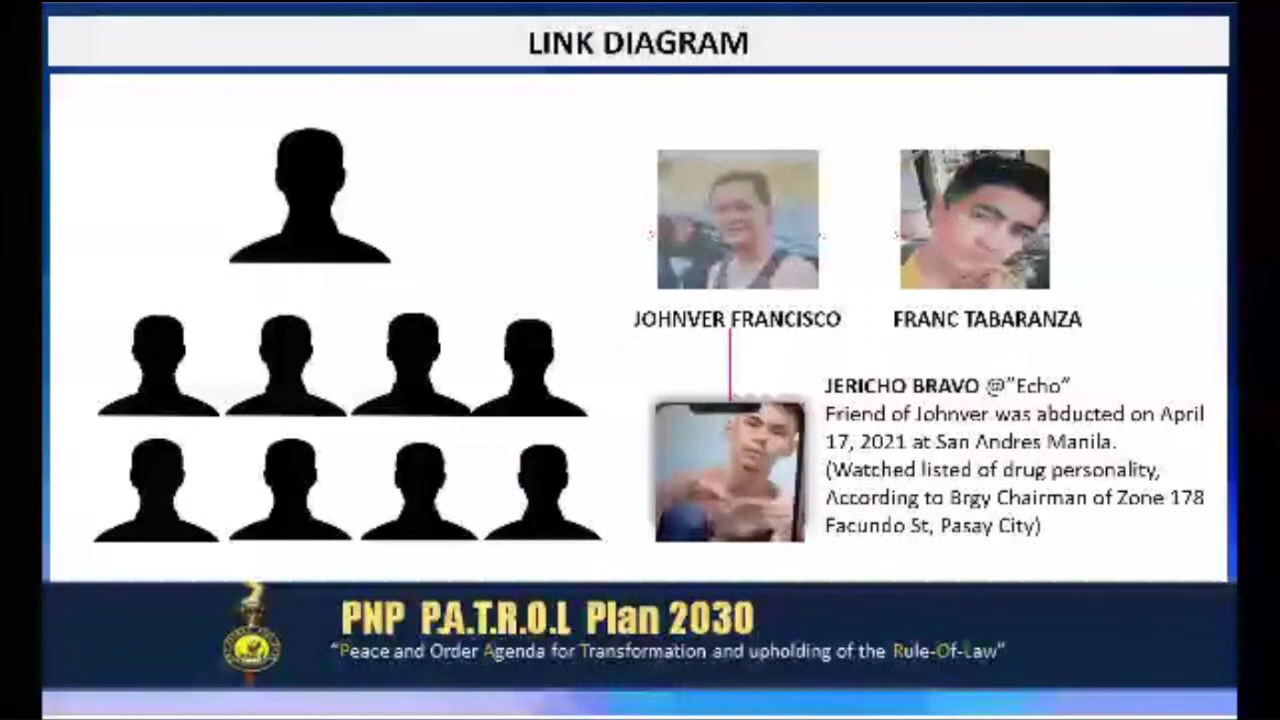 LINK DIAGRAM
JOHNVER FRANCISCO
FRANC TABARANZA
JERICHO BRAVO @"Echo"
Friend of Johnver was abducted on April
17, 2021 at San Andres Manila.
(Watched listed of drug personality,
According to Brgy Chairman of Zone 178
Facundo St, Pasay City)
PNP P.A.T.R.O.L Plan 2030
"Peace and Order Agenda for Transformation and upholding of the Rule-Of-Law"